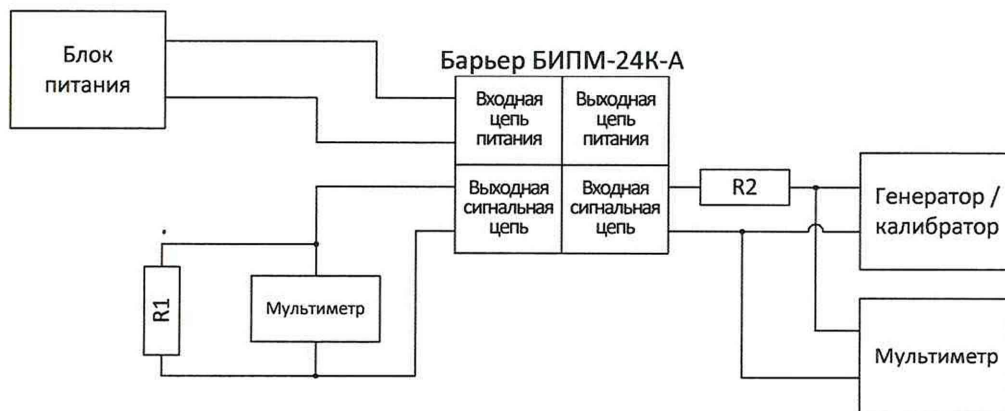 Блок
питания
Барьер БИПМ-24К-А
Входная
цепь
питания
Выходная
цепь
питания
Выходная
сигнальная
цепь
Входная
сигнальная
цепь
R2
Генератор /
калибратор
R1
Мультиметр
Мультиметр